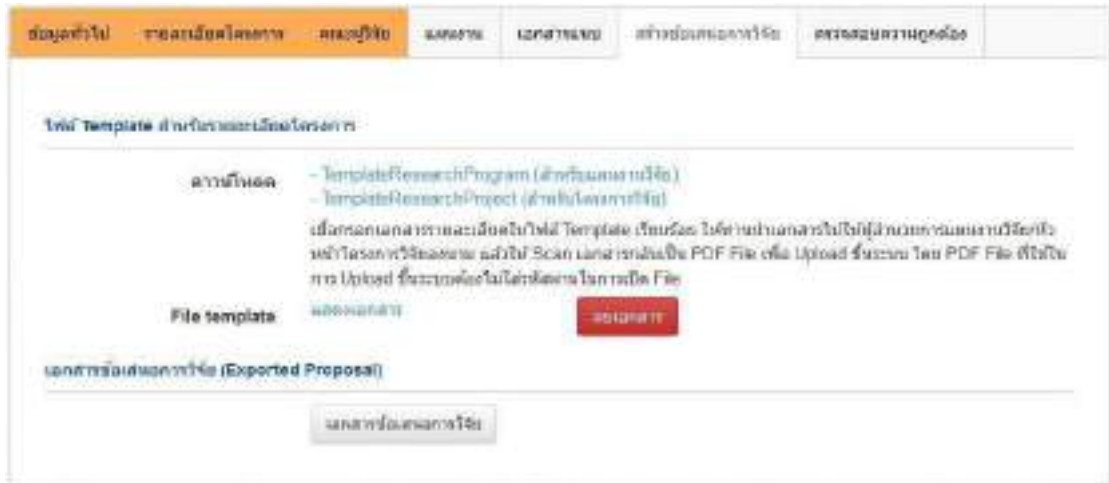 ข้อมูลทั่วไป รายละเอียดโครงการ คณะผู้วิจัย แผนงาน เอกสารแนบ สร้างข้อเสนอการวิจัย ตรวจสอบความถูกต้อง
ไฟล์ Template สำหรับรายละเอียดโครงการ
ดาวน์โหลด - TemplateResearchProgram (สำหรับแผนงานวิจัย)
- TemplateResearchProject (สำหรับโครงการวิจัย)
เมื่อกรอกเอกสารรายละเอียดในไฟล์ Template เรียบร้อย ให้ท่านนำเอกสารไปให้ผู้อำนวยการแผนงานวิจัย/หัว
หน้าโครงการวิจัยลงนาม แล้วให้ Scan เอกสารกลับเป็น PDF File เพื่อ Upload ขึ้นระบบ โดย PDF File ที่ใช้ใน
การ Upload ขึ้นระบบต้องไม่ใส่รหัสผ่านในการเปิด File
File template แสดงเอกสาร ลบเอกสาร
เอกสารข้อเสนอการวิจัย (Exported Proposal)
เอกสารข้อเสนอการวิจัย